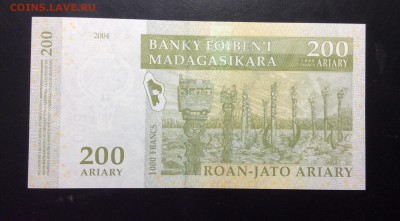 COINS.LAVE.RU
200
2004
BANKY FOIBEN'I
MADAGASIKARA
200
ARIARY
200
ARIARY
1000 FRANCS
ROAN-JATO ARIARY